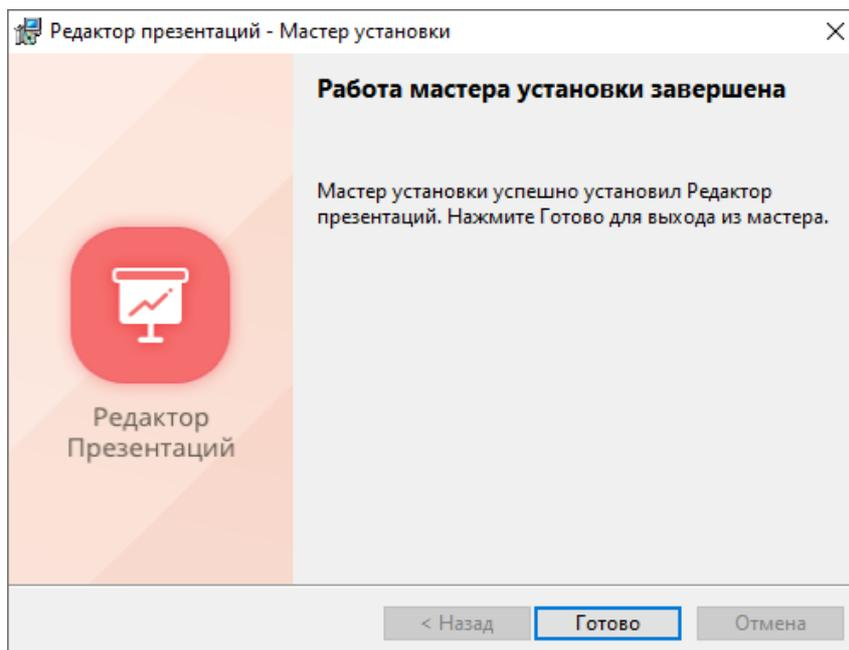 Редактор презентаций - Мастер установки
Работа мастера установки завершена
Мастер установки успешно установил Редактор
презентаций. Нажмите Готово для выхода из мастера.
Редактор
Презентаций
< Назад
Готово
Отмена